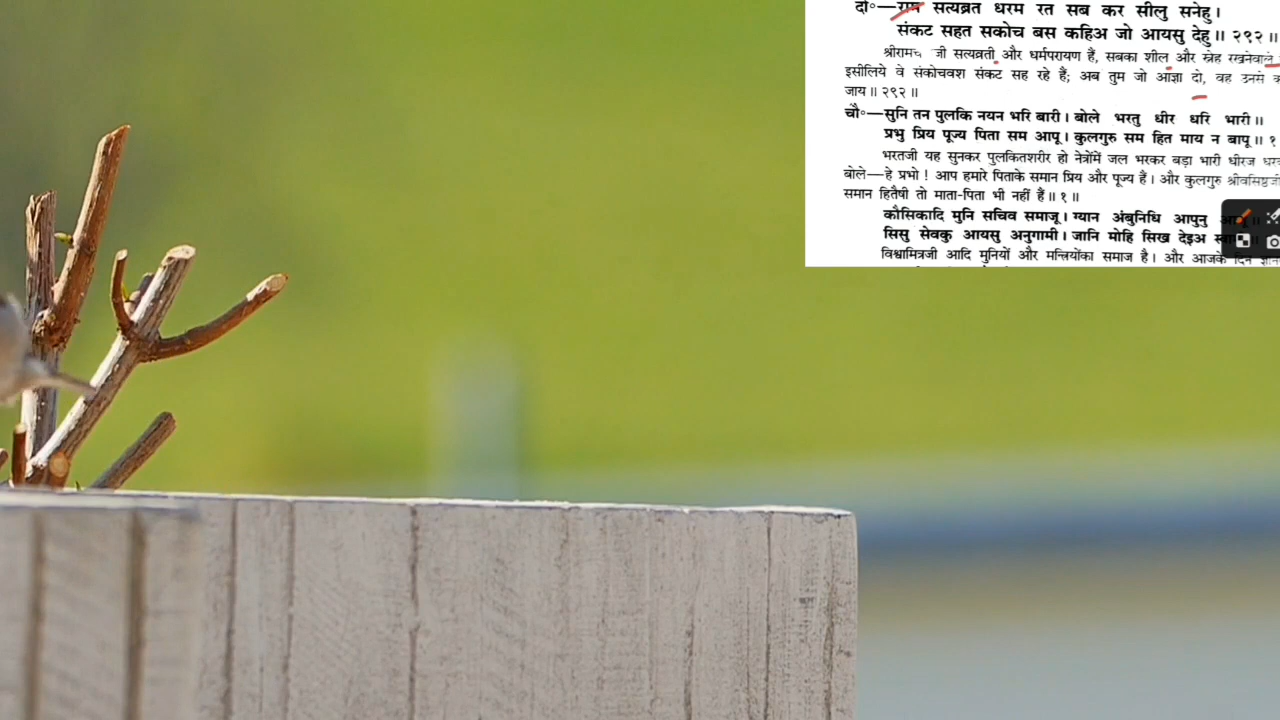 दो०—राम सत्यब्रत धरम रत सब कर सीलु सनेहु।
संकट सहत सकोच बस कहिअ जो आयसु देहु॥ २९२॥
जी सत्यव्रती और धर्मपरायण हैं, सबका शील और स्नेह रखनेवाले
इसीलिये वे संकोचवश संकट सह रहे हैं; अब तुम जो आज्ञा दो, वह उनसे
जाय॥ २९२॥
चौ०—सुनि तन पुलकि नयन भरि बारी। बोले भरतु धीर धरि भारी॥
प्रभु प्रिय पूज्य पिता सम आपू। कुलगुरु सम हित माय न बापू॥ १
भरतजी यह सुनकर पुलकितशरीर हो नेत्रोंमें जल भरकर बड़ा भारी धीरज
बोले—हे प्रभो! आप हमारे पिताके समान प्रिय और पूज्य हैं। और कुलगुरु श्रीवसिष्ठजी
समान हितैषी तो माता-पिता भी नहीं हैं॥ १॥
कौसिकादि मुनि सचिव समाजू। ग्यान अंबुनिधि आपुनु
सिसु सेवकु आयसु अनुगामी। जानि मोहि सिख देइअ
विश्वामित्रजी आदि मुनियों और मन्त्रियोंका समाज है। और आजके दिन